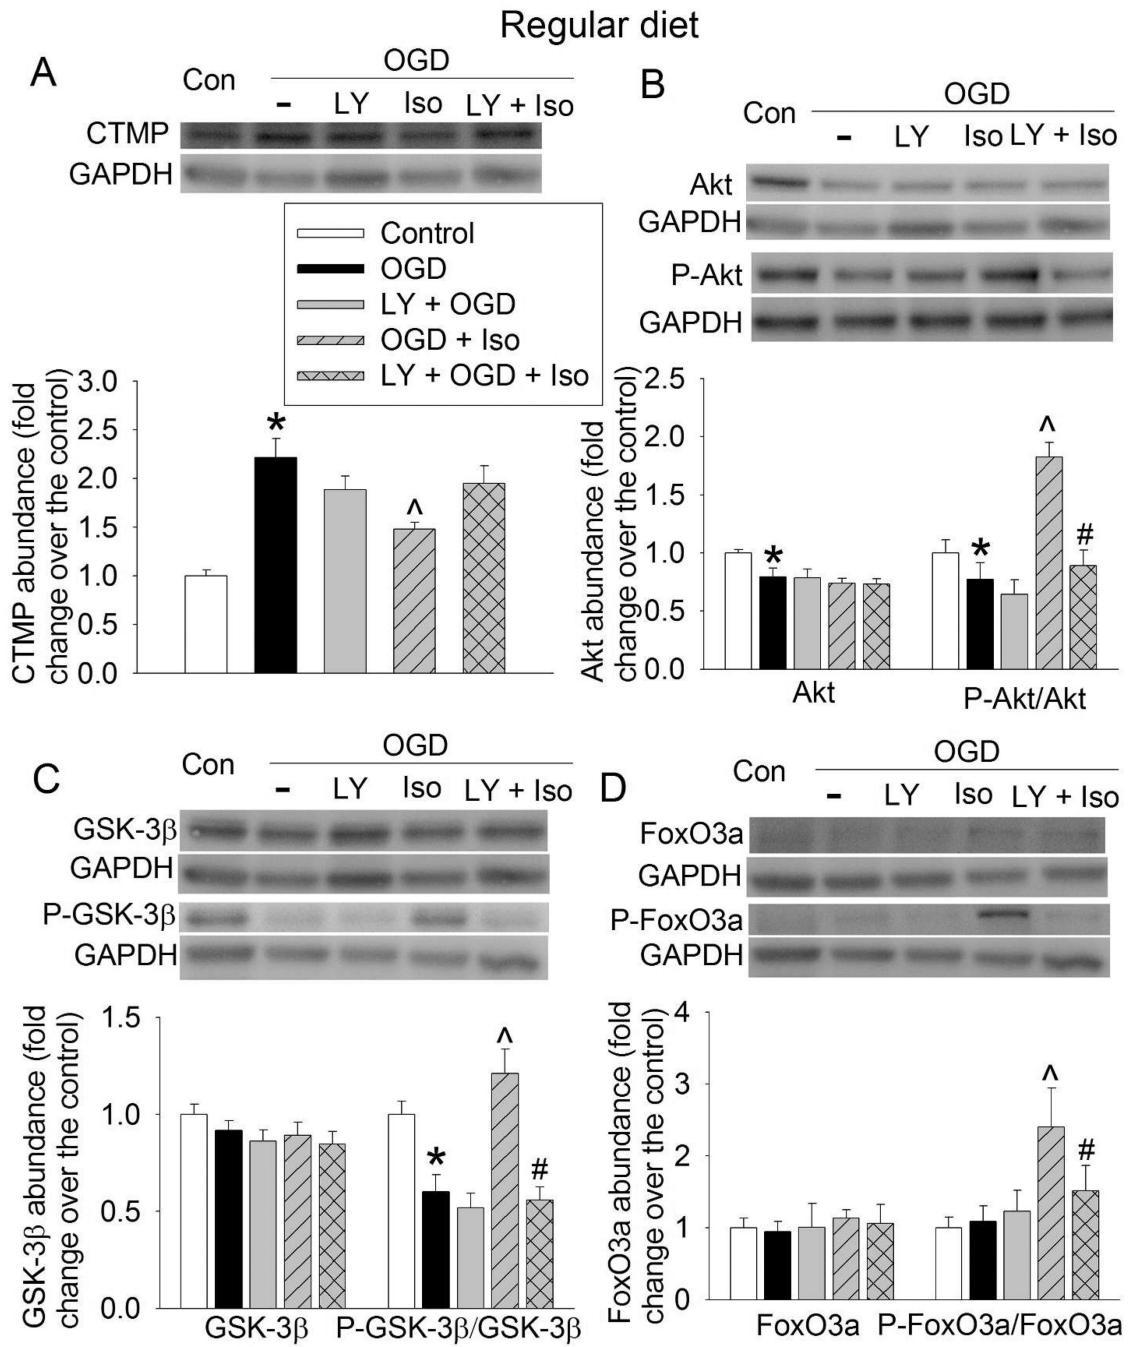 Regular diet
A
OGD
Con
- LY Iso LY + Iso
CTMP
GAPDH
Control
OGD
LY + OGD
OGD + Iso
LY + OGD + Iso
CTMP abundance (fold
change over the control)
3.0
2.5
2.0
1.5
1.0
0.5
0.0
*
^
B
OGD
Con
- LY Iso LY + Iso
Akt
GAPDH
P-Akt
GAPDH
Akt abundance (fold
change over the control)
2.5
2.0
1.5
1.0
0.5
0.0
*
*
^
#
Akt P-Akt/Akt
C
OGD
Con
- LY Iso LY + Iso
GSK-3β
GAPDH
P-GSK-3β
GAPDH
GSK-3β abundance (fold
change over the control)
1.5
1.0
0.5
0.0
*
^
#
GSK-3β P-GSK-3β/GSK-3β
D
OGD
Con
- LY Iso LY + Iso
FoxO3a
GAPDH
P-FoxO3a
GAPDH
FoxO3a abundance (fold
change over the control)
4
3
2
1
0
^
#
FoxO3a P-FoxO3a/FoxO3a